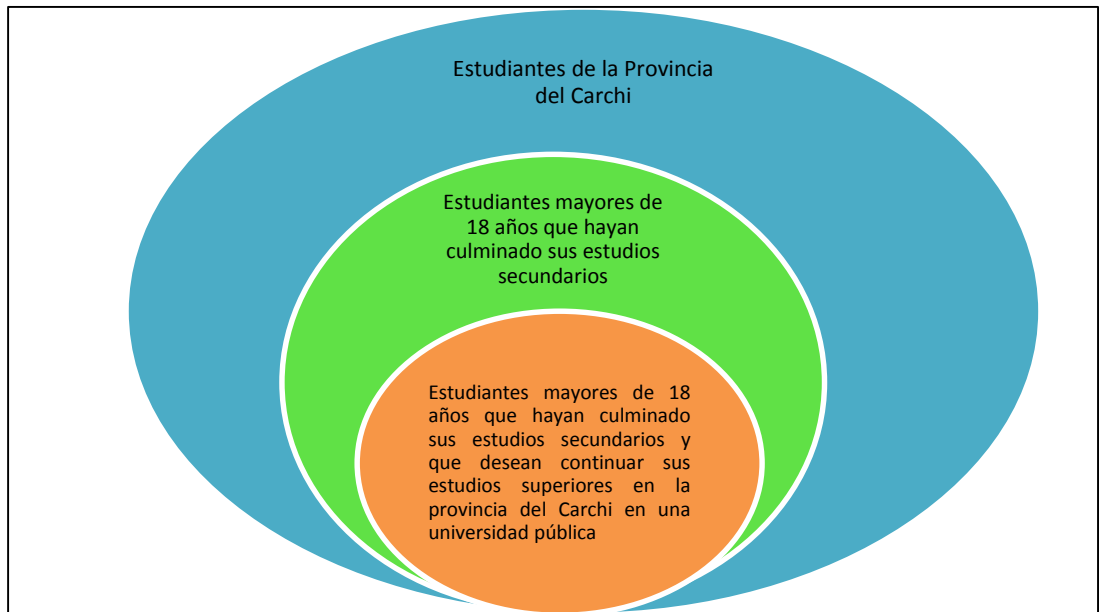 Estudiantes de la Provincia
del Carchi
Estudiantes mayores de
18 años que hayan
culminado sus estudios
secundarios
Estudiantes mayores de 18
años que hayan culminado
sus estudios secundarios y
que desean continuar sus
estudios superiores en la
provincia del Carchi en una
universidad pública